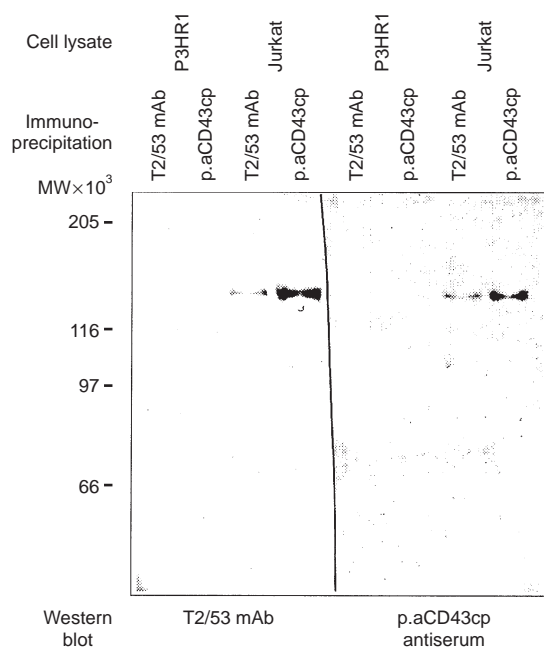 Cell lysate P3HR1 Jurkat P3HR1 Jurkat
Immuno-
precipitation T2/53 mAb p.aCD43cp T2/53 mAb p.aCD43cp T2/53 mAb p.aCD43cp T2/53 mAb p.aCD43cp
MW×10³
205
116
97
66
Western
blot
T2/53 mAb
p.aCD43cp
antiserum